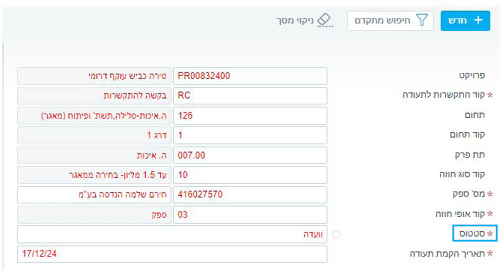 + חדש חיפוש מתקדם ניקוי מסך
פרויקט PR00832400 טירה כביש עוקף דרומי
* קוד התקשרות לתעודה RC בקשה להתקשרות
תחום 126 ה.איכות-סלילה,תשת' ופיתוח (מאגר)
קוד תחום 1 דרג 1
תת פרק 007.00 ה. איכות
קוד סוג חוזה 10 עד 1.5 מליון- בחירה ממאגר
* מס' ספק 416027570 חירם שלמה הנדסה בע"מ
* קוד אופי חוזה 03 ספק
* סטטוס וועדה
* תאריך הקמת תעודה 17/12/24